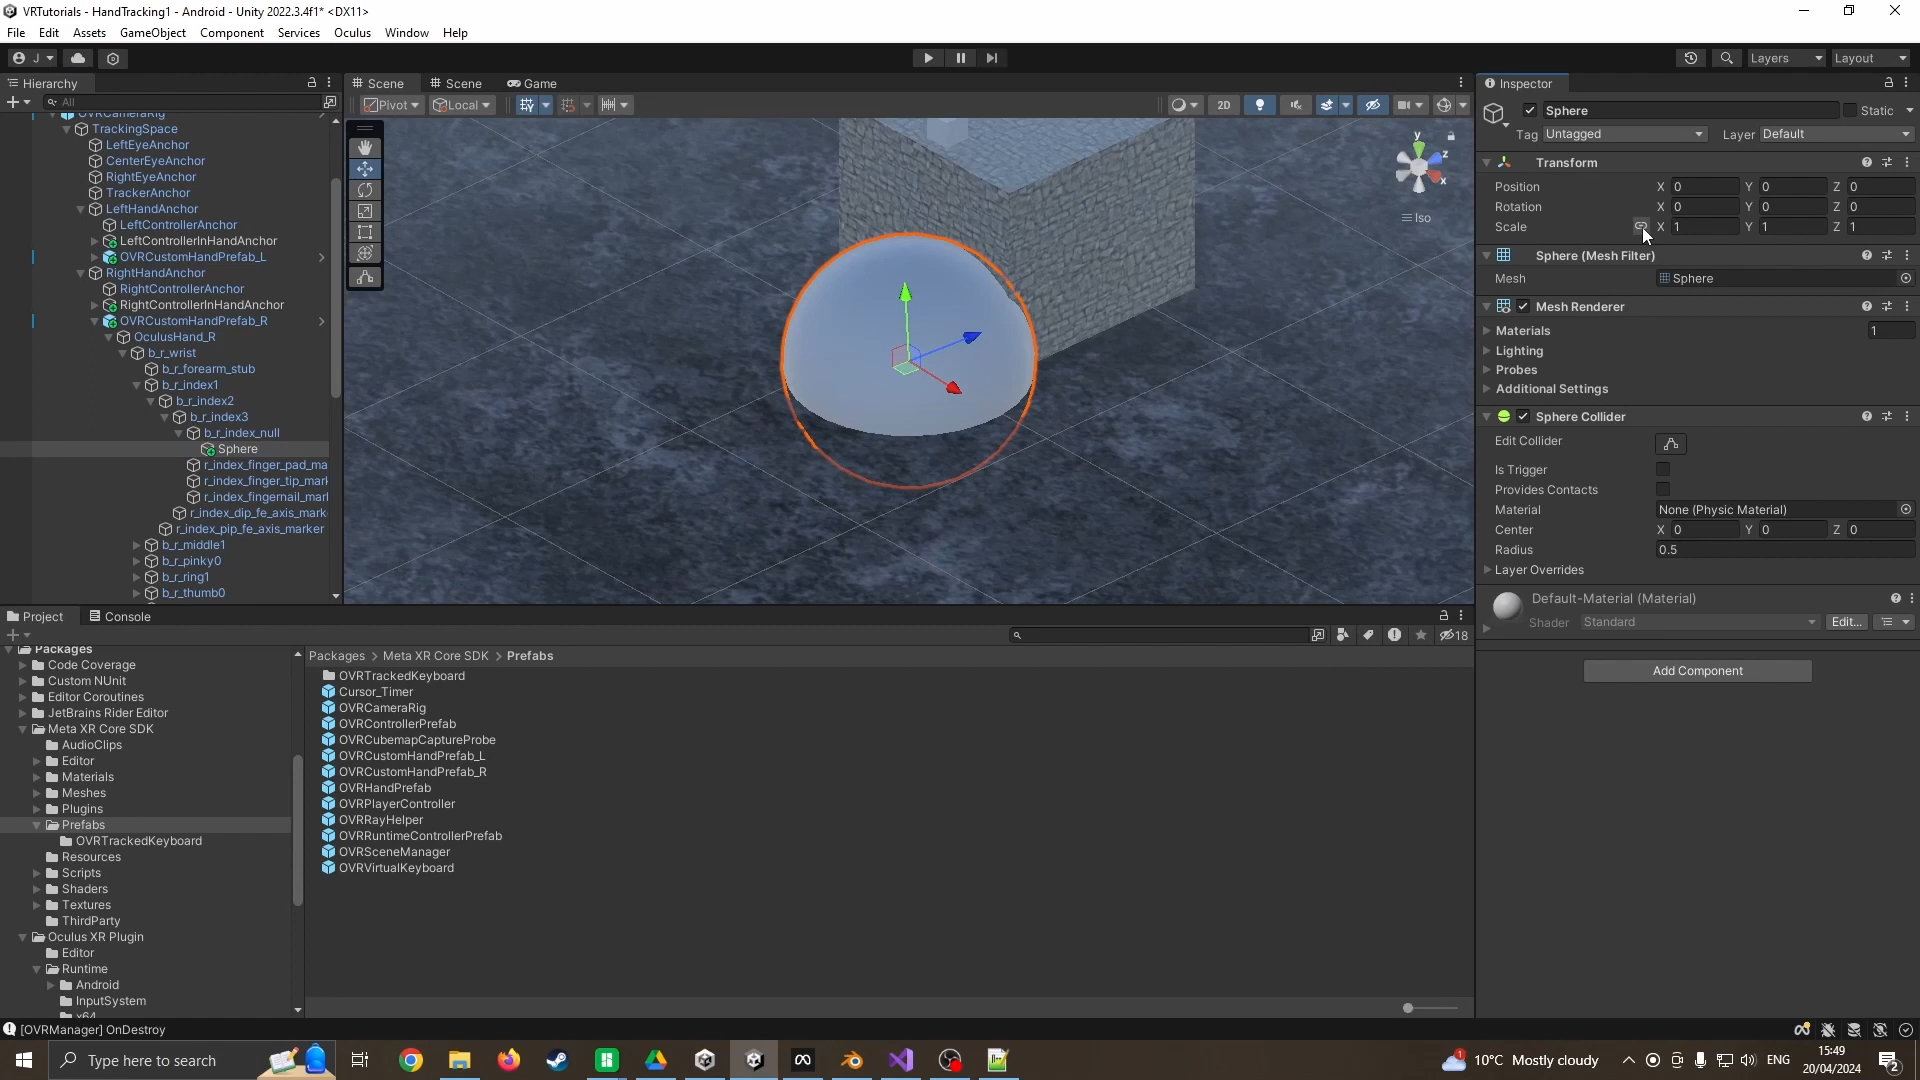 VRTutorials - HandTracking1 - Android - Unity 2022.3.4f1* <DX11>
File Edit Assets GameObject Component Services Oculus Window Help
J Layers Layout
Hierarchy
All
OVRCameraRig
TrackingSpace
LeftEyeAnchor
CenterEyeAnchor
RightEyeAnchor
TrackerAnchor
LeftHandAnchor
LeftControllerAnchor
LeftControllerInHandAnchor
OVRCustomHandPrefab_L
RightHandAnchor
RightControllerAnchor
RightControllerInHandAnchor
OVRCustomHandPrefab_R
OculusHand_R
b_r_wrist
b_r_forearm_stub
b_r_index1
b_r_index2
b_r_index3
b_r_index_null
Sphere
r_index_finger_pad_ma
r_index_finger_tip_mark
r_index_fingernail_marl
r_index_dip_fe_axis_mark
r_index_pip_fe_axis_marker
b_r_middle1
b_r_pinky0
b_r_ring1
b_r_thumb0
Scene Scene Game
Pivot Local 2D
y
z
x
Iso
Inspector
Sphere Static
Tag Untagged Layer Default
Transform
Position X 0 Y 0 Z 0
Rotation X 0 Y 0 Z 0
Scale X 1 Y 1 Z 1
Sphere (Mesh Filter)
Mesh Sphere
Mesh Renderer
Materials 1
Lighting
Probes
Additional Settings
Sphere Collider
Edit Collider
Is Trigger
Provides Contacts
Material None (Physic Material)
Center X 0 Y 0 Z 0
Radius 0.5
Layer Overrides
Default-Material (Material)
Shader Standard Edit...
Add Component
Project Console
18
Packages
Code Coverage
Custom NUnit
Editor Coroutines
JetBrains Rider Editor
Meta XR Core SDK
AudioClips
Editor
Materials
Meshes
Plugins
Prefabs
OVRTrackedKeyboard
Resources
Scripts
Shaders
Textures
ThirdParty
Oculus XR Plugin
Editor
Runtime
Android
InputSystem
x64
Packages > Meta XR Core SDK > Prefabs
OVRTrackedKeyboard
Cursor_Timer
OVRCameraRig
OVRControllerPrefab
OVRCubemapCaptureProbe
OVRCustomHandPrefab_L
OVRCustomHandPrefab_R
OVRHandPrefab
OVRPlayerController
OVRRayHelper
OVRRuntimeControllerPrefab
OVRSceneManager
OVRVirtualKeyboard
[OVRManager] OnDestroy
Type here to search
1
10°C Mostly cloudy
ENG
15:49
20/04/2024
2